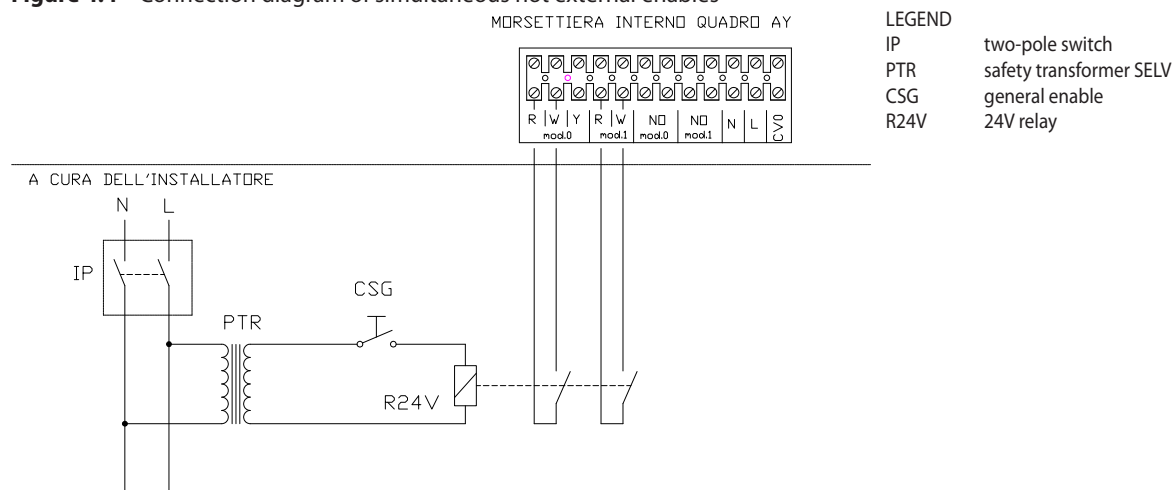 Figure 4.4 Connection diagram of simultaneous not external enables
MORSETTIERA INTERNO QUADRO AY
R W Y R W NO NO N L CV0
mod.0 mod.1 mod.0 mod.1
LEGEND
IP two-pole switch
PTR safety transformer SELV
CSG general enable
R24V 24V relay
A CURA DELL'INSTALLATORE
N L
IP
PTR
CSG
R24V